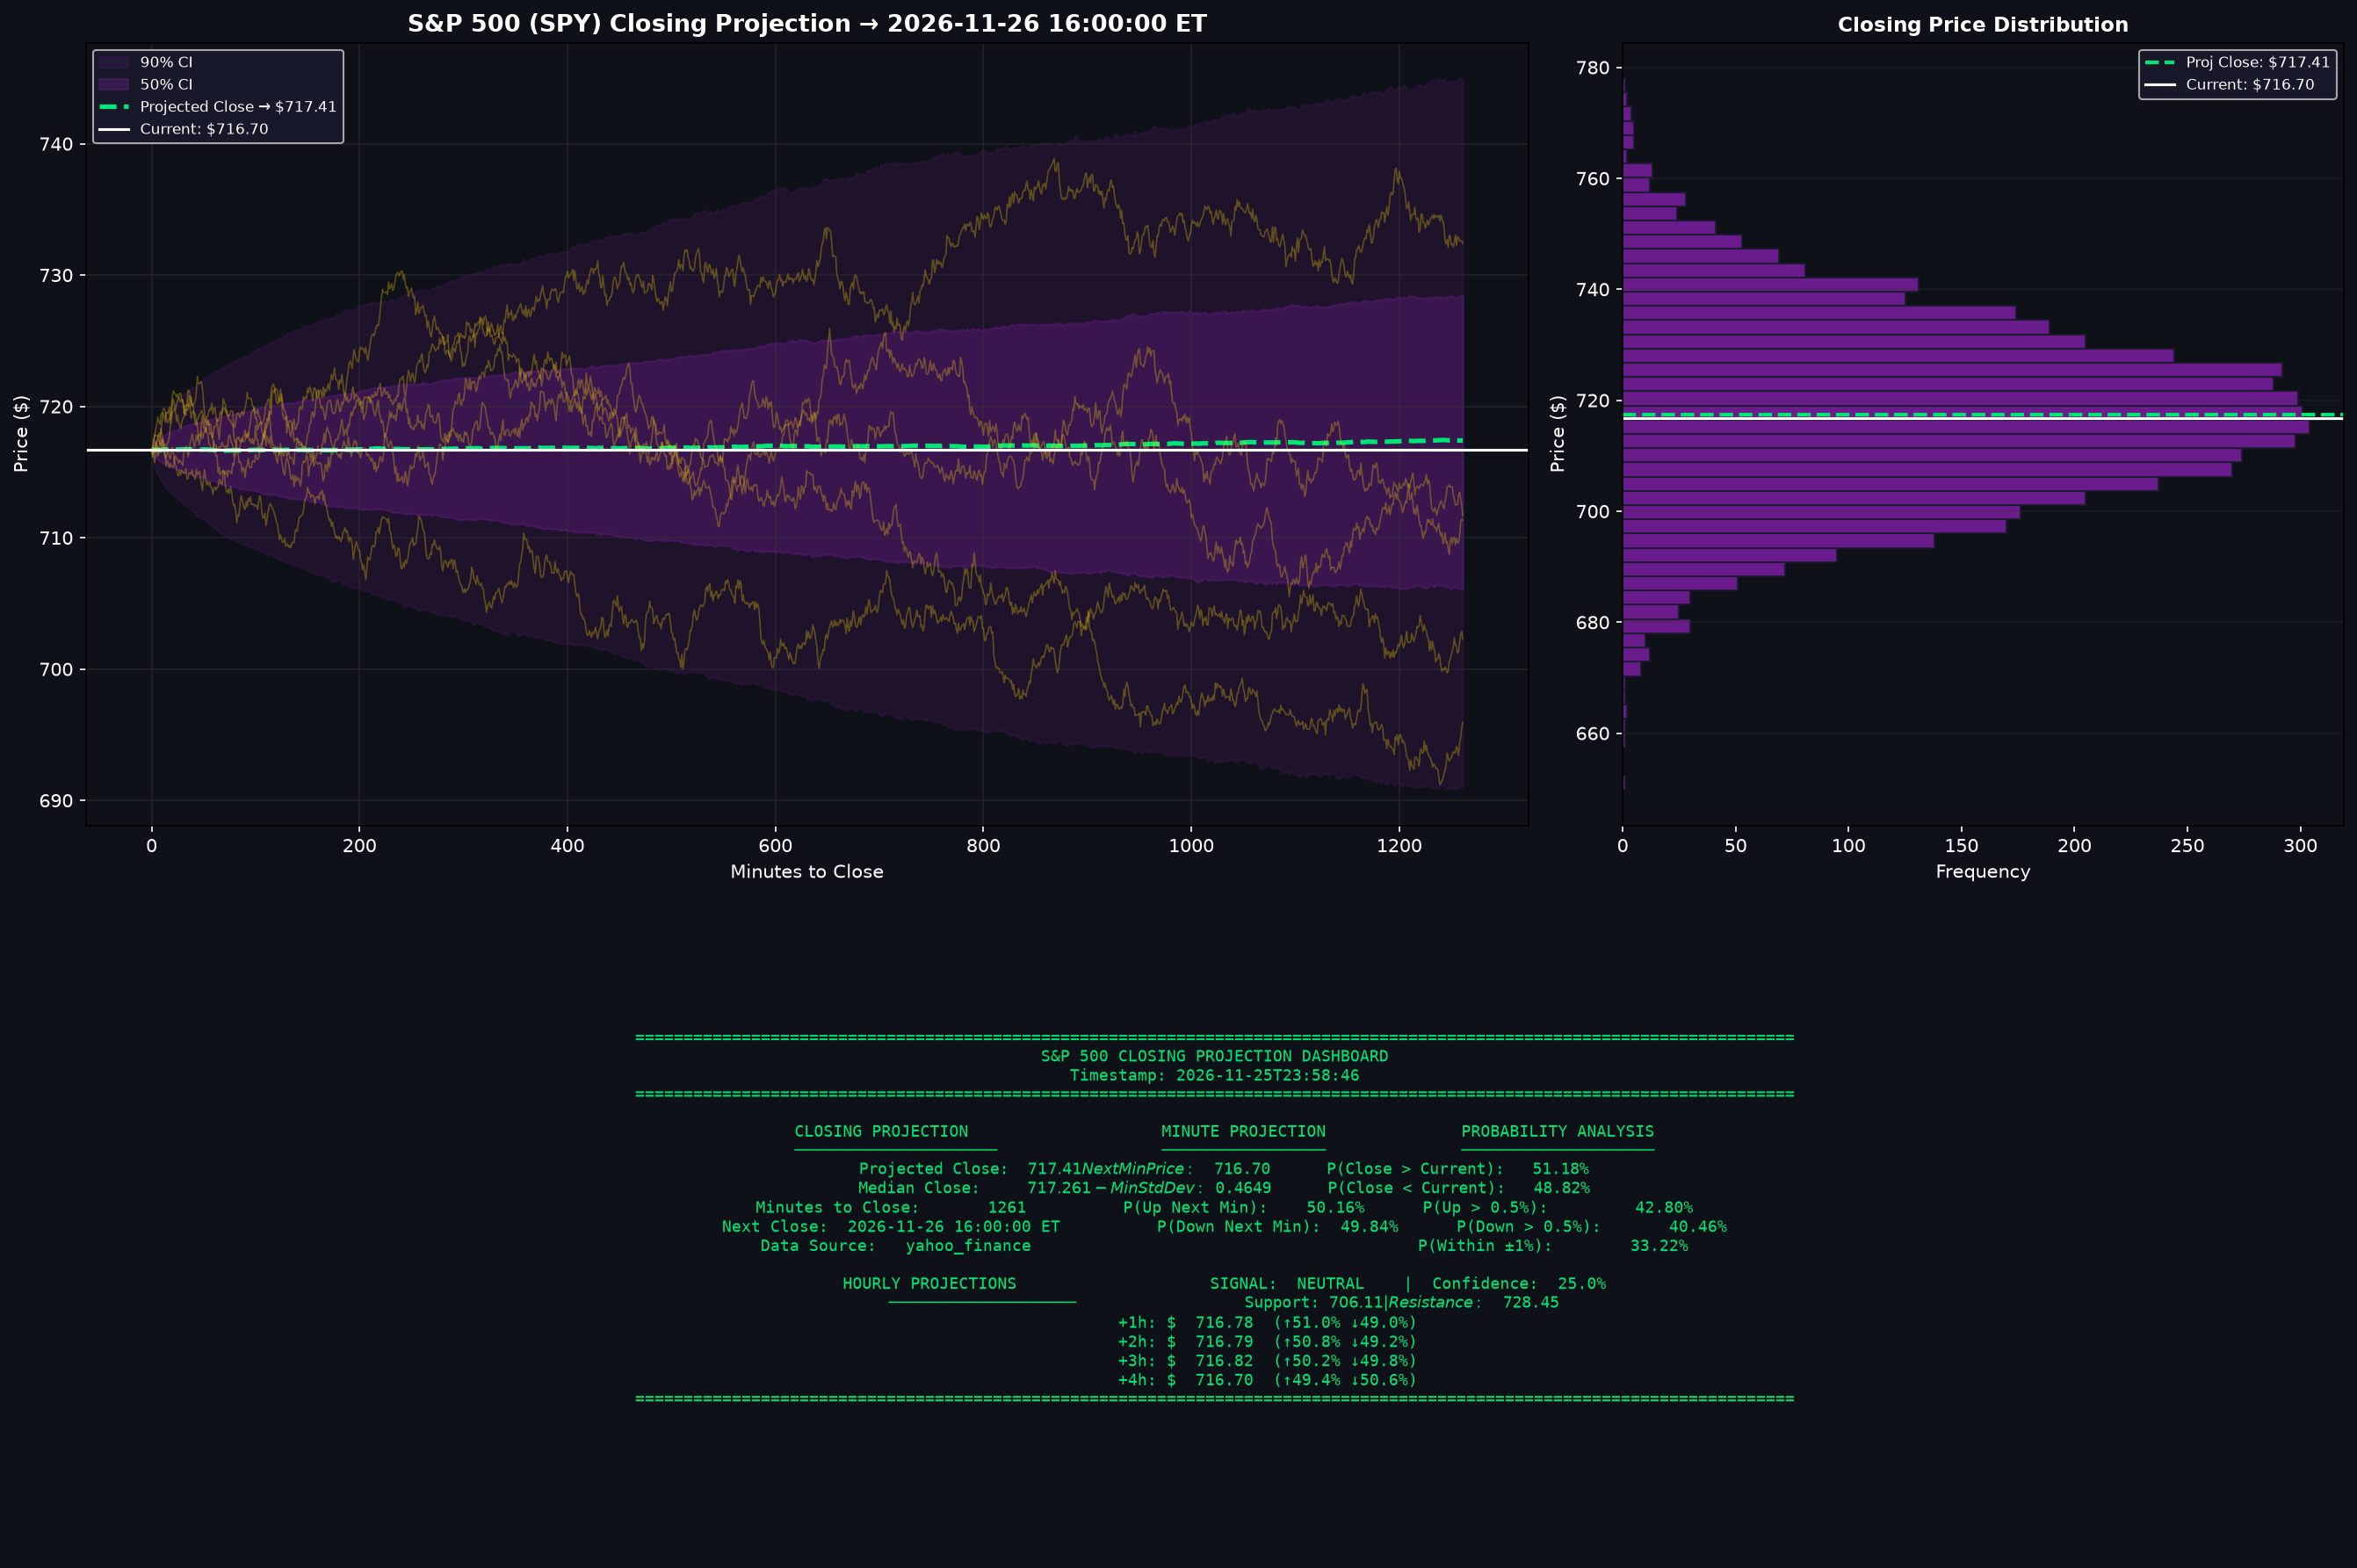 S&P 500 (SPY) Closing Projection → 2026-11-26 16:00:00 ET
90% CI
50% CI
Projected Close → $717.41
Current: $716.70
740
730
720
710
700
690
Price ($)
0 200 400 600 800 1000 1200
Minutes to Close
Closing Price Distribution
Proj Close: $717.41
Current: $716.70
780
760
740
720
700
680
660
Price ($)
0 50 100 150 200 250 300
Frequency
========================================================================================================================
S&P 500 CLOSING PROJECTION DASHBOARD
Timestamp: 2026-11-25T23:58:46
========================================================================================================================
CLOSING PROJECTION MINUTE PROJECTION PROBABILITY ANALYSIS
Projected Close: 717.41NextMinPrice: 716.70 P(Close > Current): 51.18%
Median Close: 717.261−MinStdDev: 0.4649 P(Close < Current): 48.82%
Minutes to Close: 1261 P(Up Next Min): 50.16% P(Up > 0.5%): 42.80%
Next Close: 2026-11-26 16:00:00 ET P(Down Next Min): 49.84% P(Down > 0.5%): 40.46%
Data Source: yahoo_finance P(Within ±1%): 33.22%
HOURLY PROJECTIONS SIGNAL: NEUTRAL | Confidence: 25.0%
Support: 706.11|Resistance: 728.45
+1h: $ 716.78 (↑51.0% ↓49.0%)
+2h: $ 716.79 (↑50.8% ↓49.2%)
+3h: $ 716.82 (↑50.2% ↓49.8%)
+4h: $ 716.70 (↑49.4% ↓50.6%)
========================================================================================================================